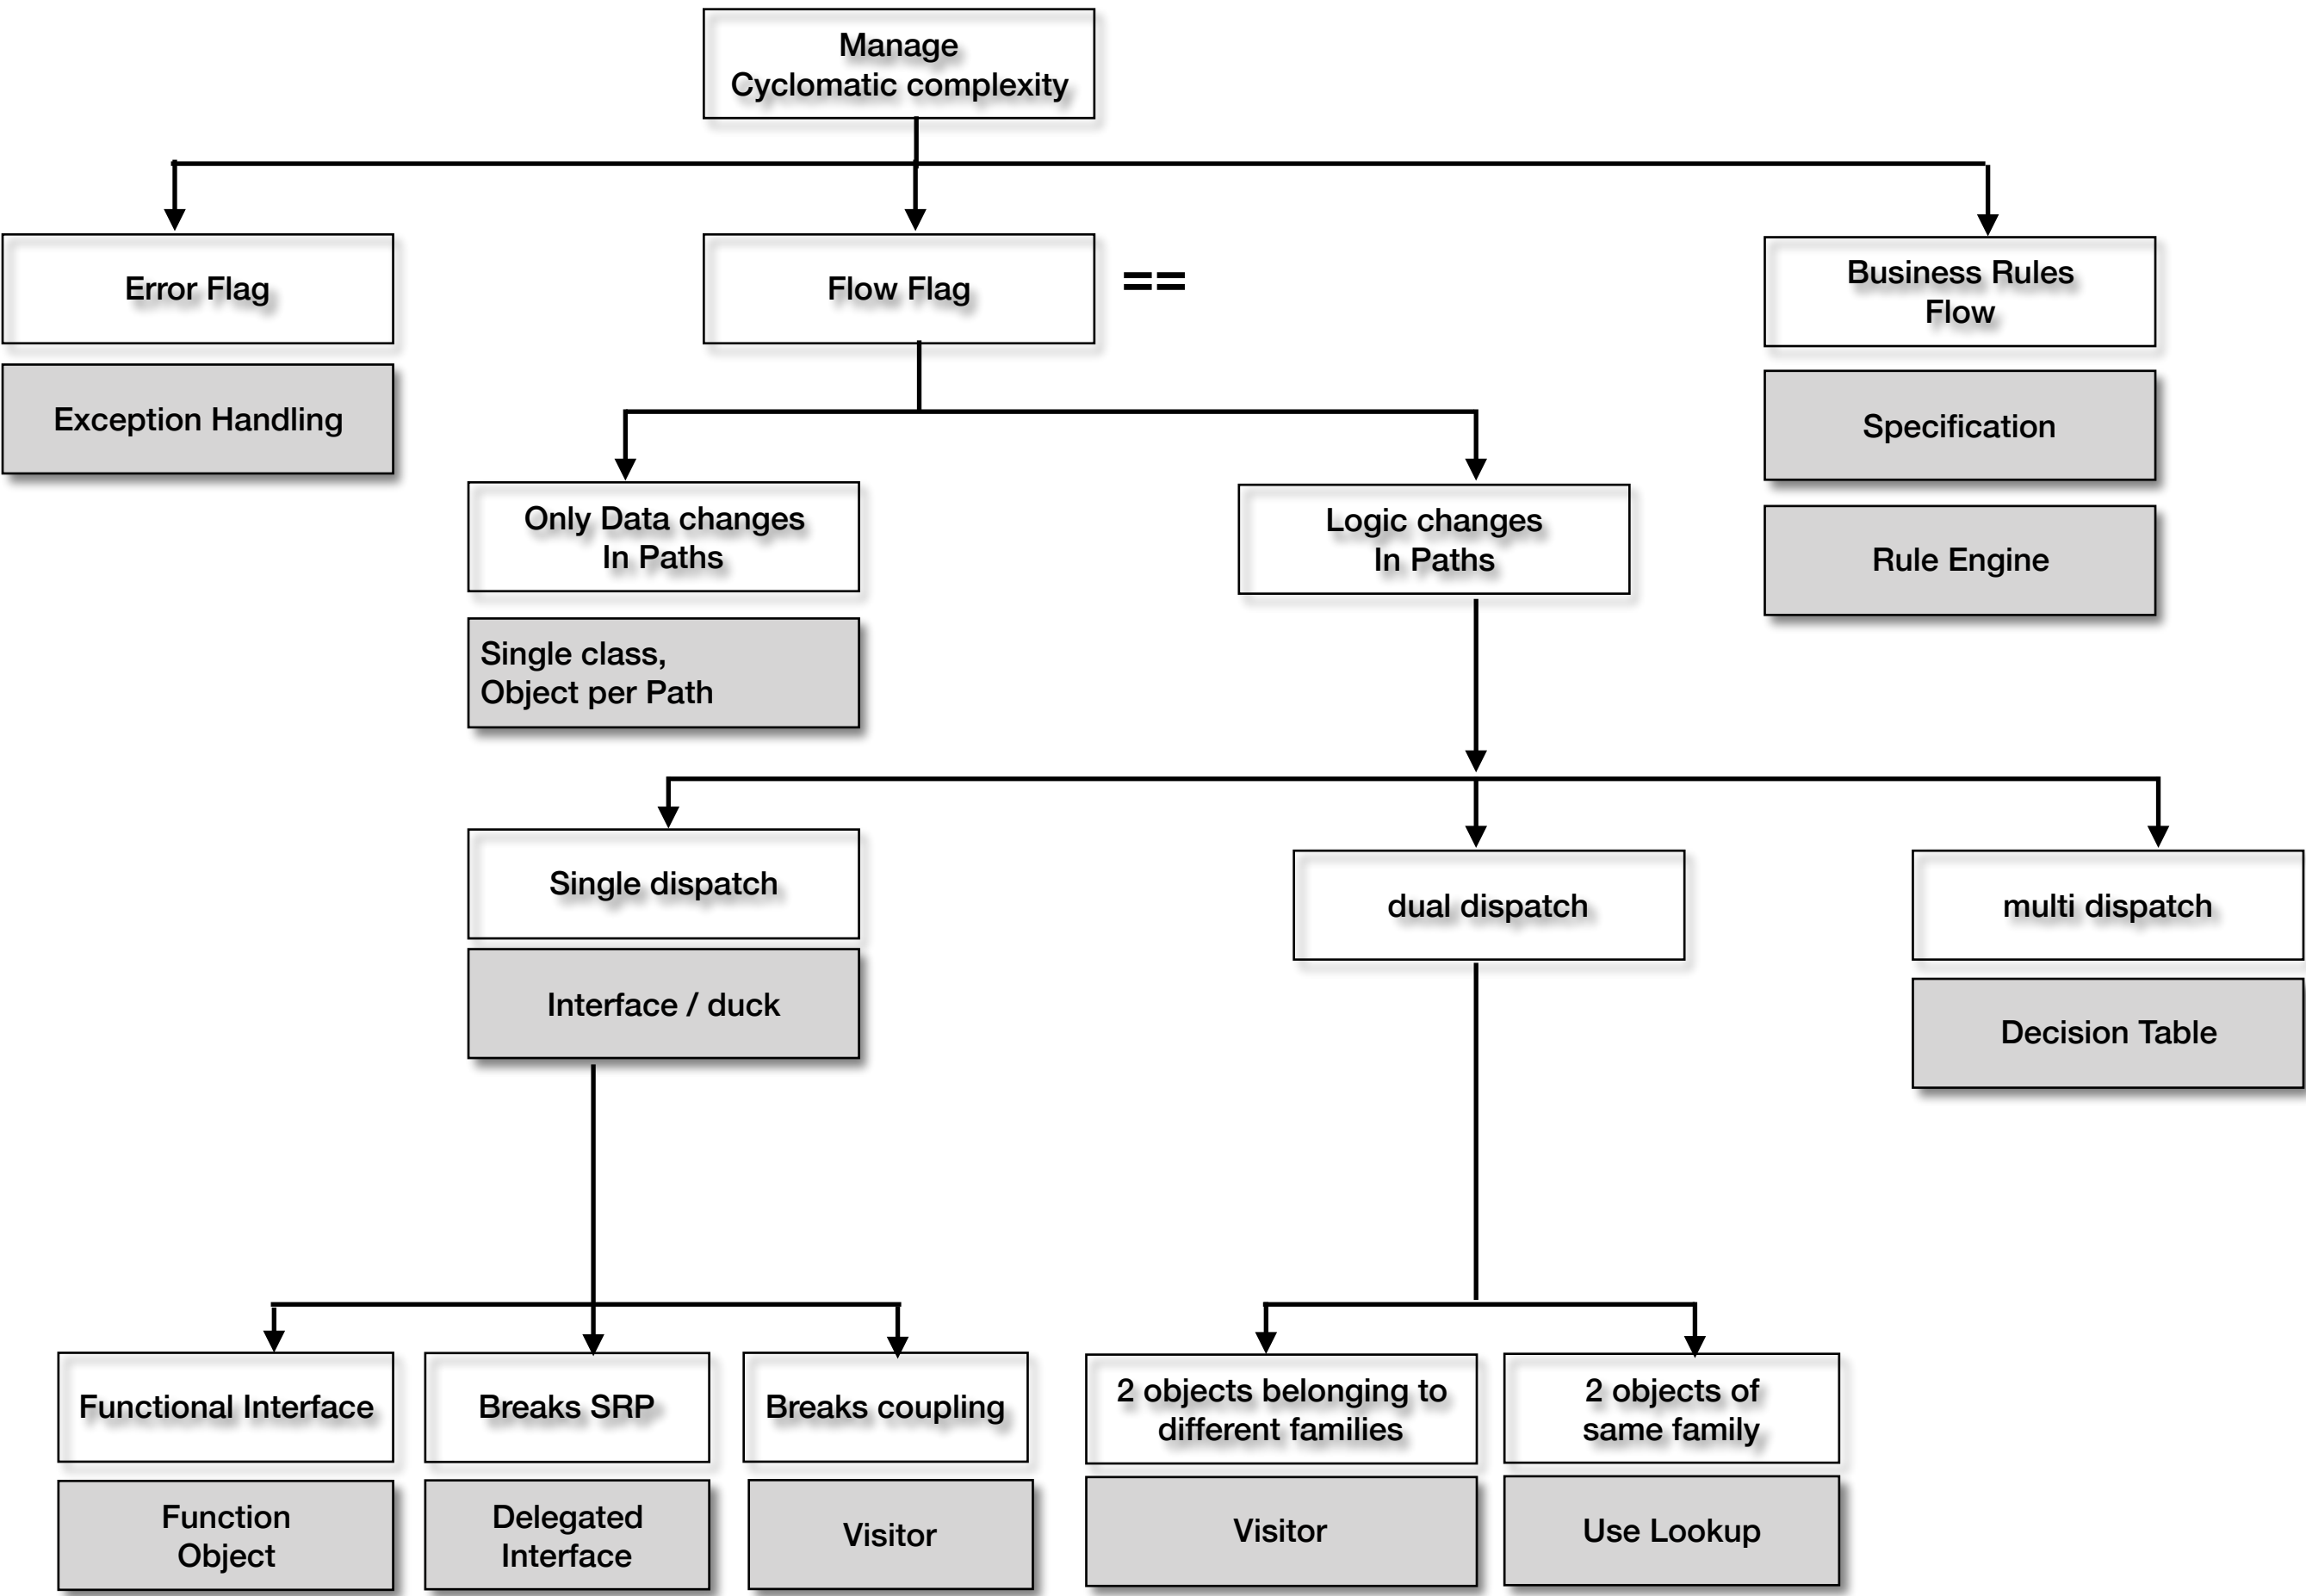 Manage
Cyclomatic complexity
Error Flag
Flow Flag
==
Business Rules
Flow
Exception Handling
Specification
Only Data changes
In Paths
Logic changes
In Paths
Rule Engine
Single class,
Object per Path
Single dispatch
dual dispatch
multi dispatch
Interface / duck
Decision Table
Functional Interface
Breaks SRP
Breaks coupling
2 objects belonging to
different families
2 objects of
same family
Function
Object
Delegated
Interface
Visitor
Visitor
Use Lookup